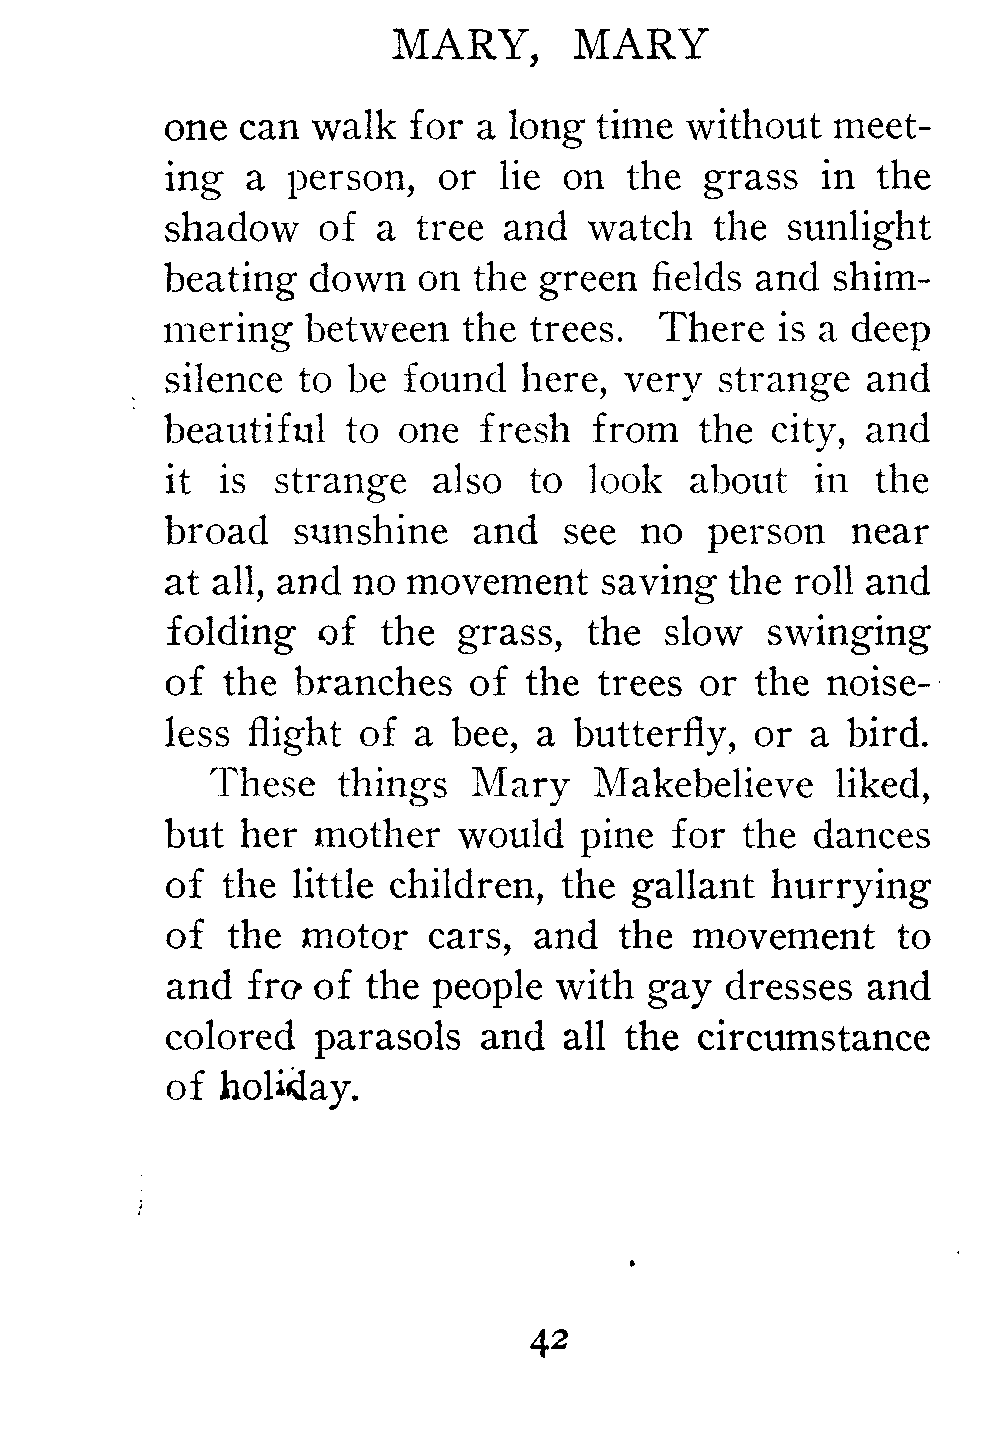 MARY, MARY
one can walk for a long time without meet-
ing a person, or lie on the grass in the
shadow of a tree and watch the sunlight
beating down on the green fields and shim-
mering between the trees. There is a deep
silence to be found here, very strange and
beautiful to one fresh from the city, and
it is strange also to look about in the
broad sunshine and see no person near
at all, and no movement saving the roll and
folding of the grass, the slow swinging
of the branches of the trees or the noise-
less flight of a bee, a butterfly, or a bird.
These things Mary Makebelieve liked,
but her mother would pine for the dances
of the little children, the gallant hurrying
of the motor cars, and the movement to
and fro of the people with gay dresses and
colored parasols and all the circumstance
of holiday.
42